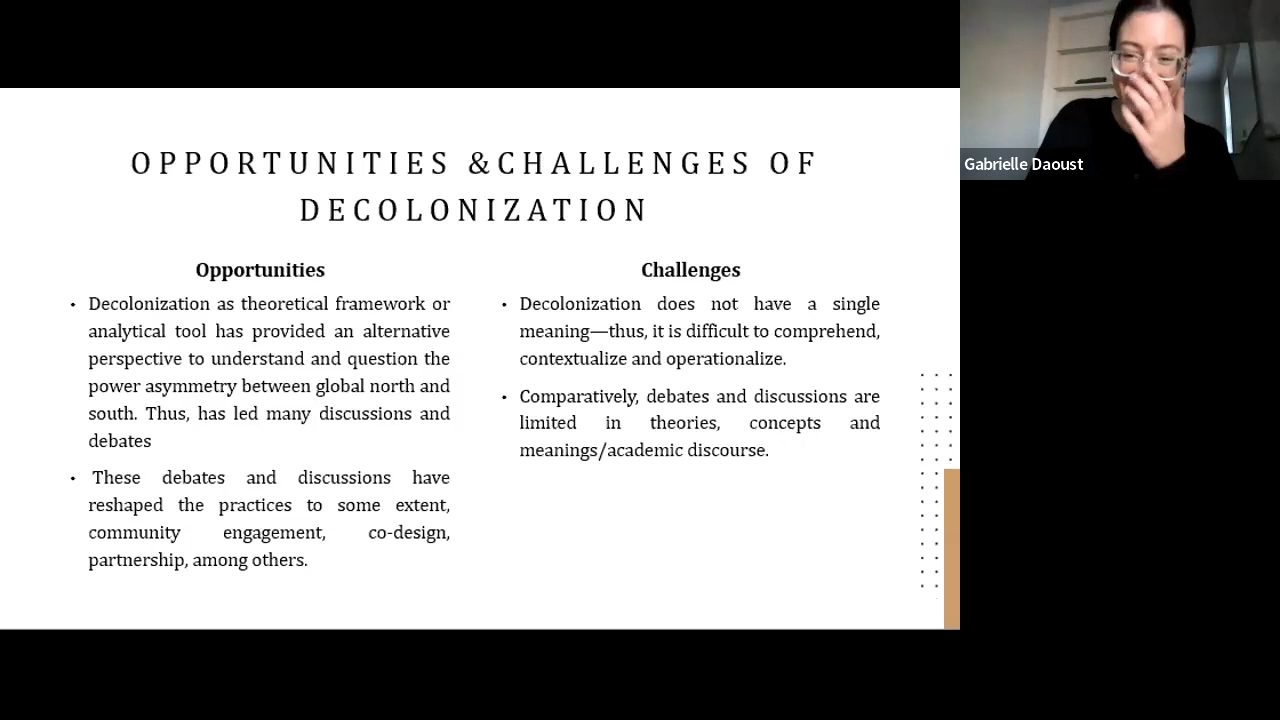 OPPORTUNITIES &CHALLENGES OF
DECOLONIZATION
Opportunities
• Decolonization as theoretical framework or
analytical tool has provided an alternative
perspective to understand and question the
power asymmetry between global north and
south. Thus, has led many discussions and
debates
• These debates and discussions have
reshaped the practices to some extent,
community engagement, co-design,
partnership, among others.
Challenges
• Decolonization does not have a single
meaning—thus, it is difficult to comprehend,
contextualize and operationalize.
• Comparatively, debates and discussions are
limited in theories, concepts and
meanings/academic discourse.
Gabrielle Daoust